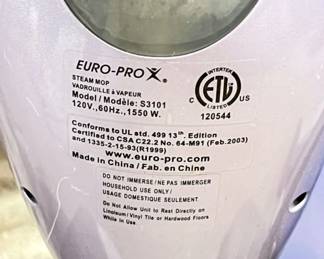 EURO-PRO X®
STEAM MOP
VADROUILLE à VAPEUR
Model / Modèle: S3101
120V.,60Hz.,1550 W.
INTERTEK
C ETL US
LISTED
120544
Conforms to UL std. 499 13th. Edition
Certified to CSA C22.2 No. 64-M91 (Feb.2003)
and 1335-2-15-93(R1999)
www.euro-pro.com
Made in China / Fab. en Chine
DO NOT IMMERSE/NE PAS IMMERGER
HOUSEHOLD USE ONLY/
USAGE DOMESTIQUE SEULEMENT.
Do Not Allow Unit to Rest Directly on
Linoleum/Vinyl Tile or Hardwood Floors
While in Use.